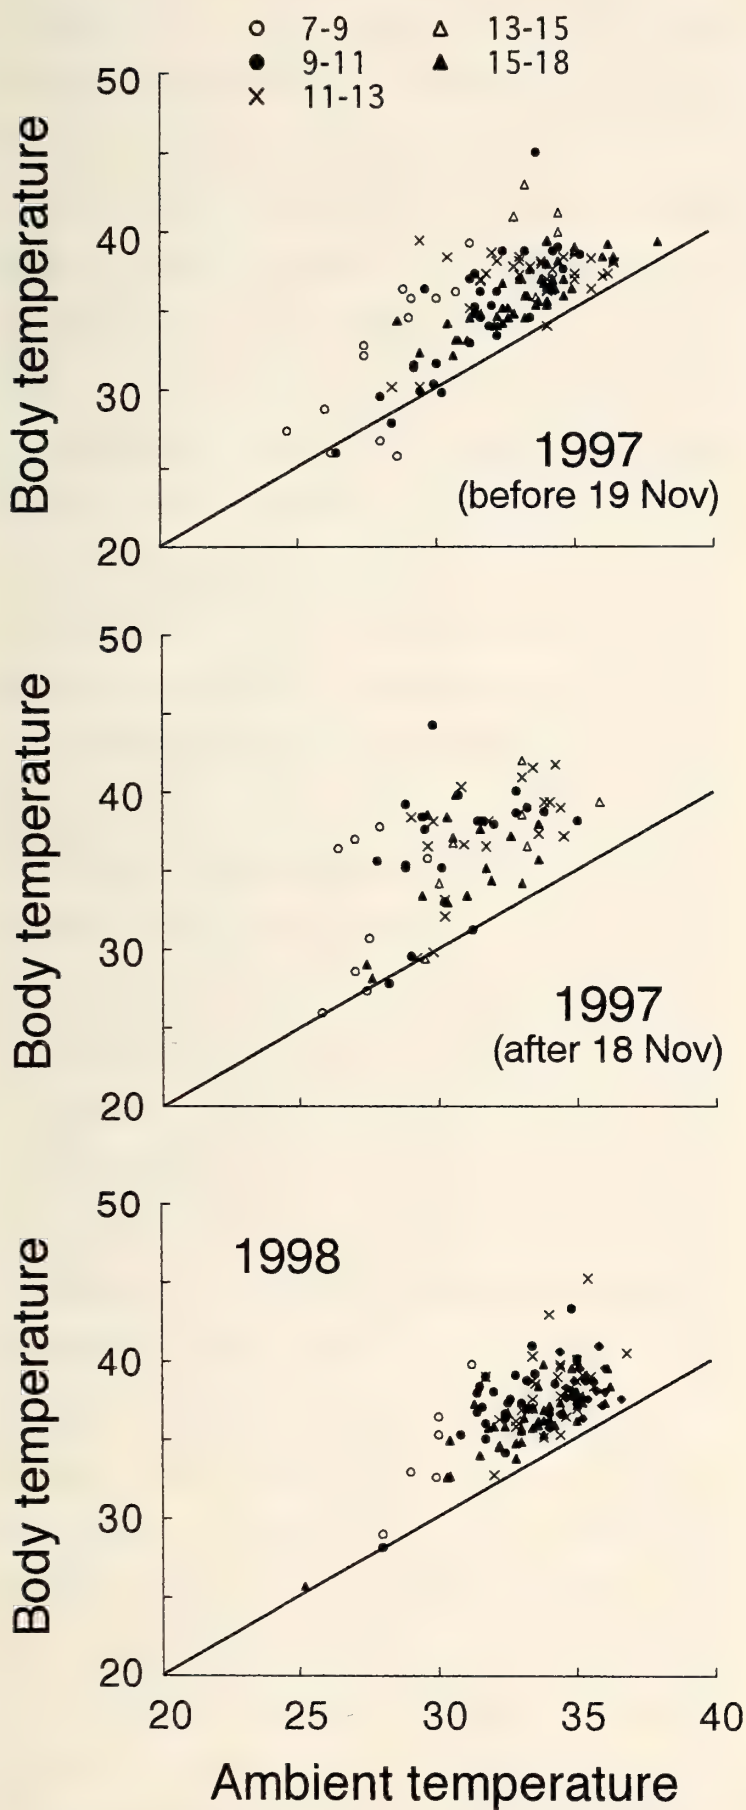 7-9 13-15
9-11 15-18
11-13
50
40
30
20
Body temperature
1997
(before 19 Nov)
50
40
30
20
Body temperature
1997
(after 18 Nov)
50
40
30
20
Body temperature
1998
20 25 30 35 40
Ambient temperature